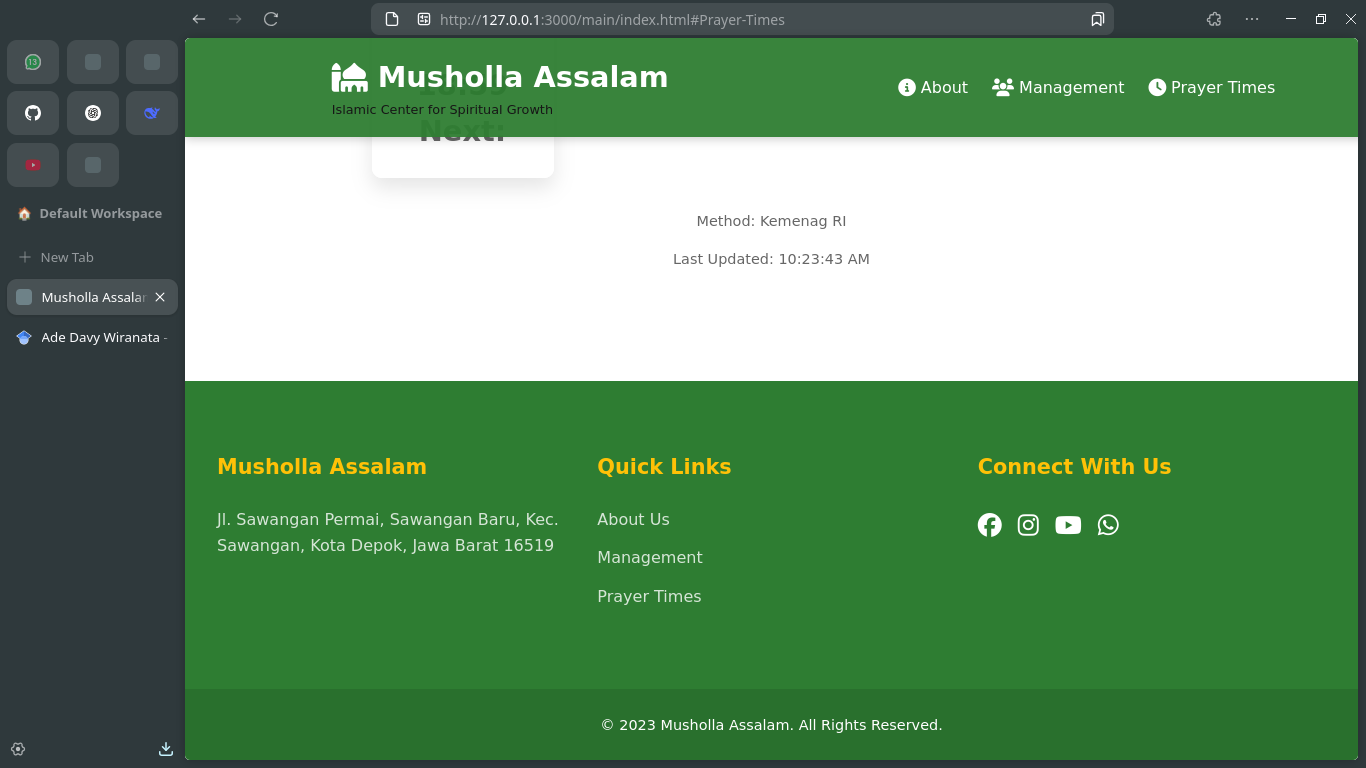 http://127.0.0.1:3000/main/index.html#Prayer-Times
13
Default Workspace
New Tab
Musholla Assalar
Ade Davy Wiranata -
Musholla Assalam
Islamic Center for Spiritual Growth
About
Management
Prayer Times
Next:
Method: Kemenag RI
Last Updated: 10:23:43 AM
Musholla Assalam
Jl. Sawangan Permai, Sawangan Baru, Kec.
Sawangan, Kota Depok, Jawa Barat 16519
Quick Links
About Us
Management
Prayer Times
Connect With Us
© 2023 Musholla Assalam. All Rights Reserved.